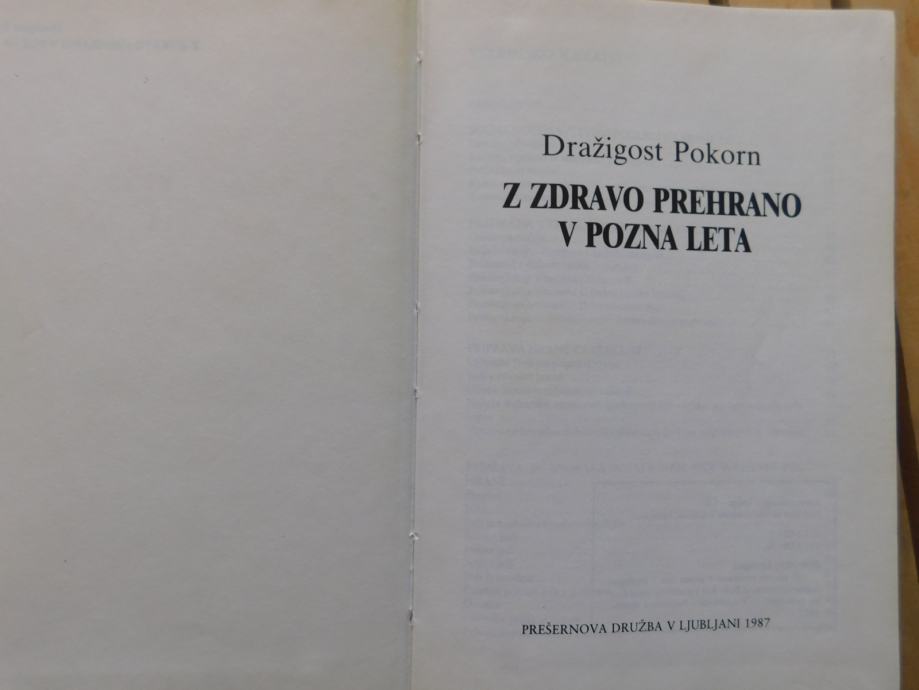 Dražigost Pokorn
Z ZDRAVO PREHRANO
V POZNA LETA
PREŠERNOVA DRUŽBA V LJUBLJANI 1987